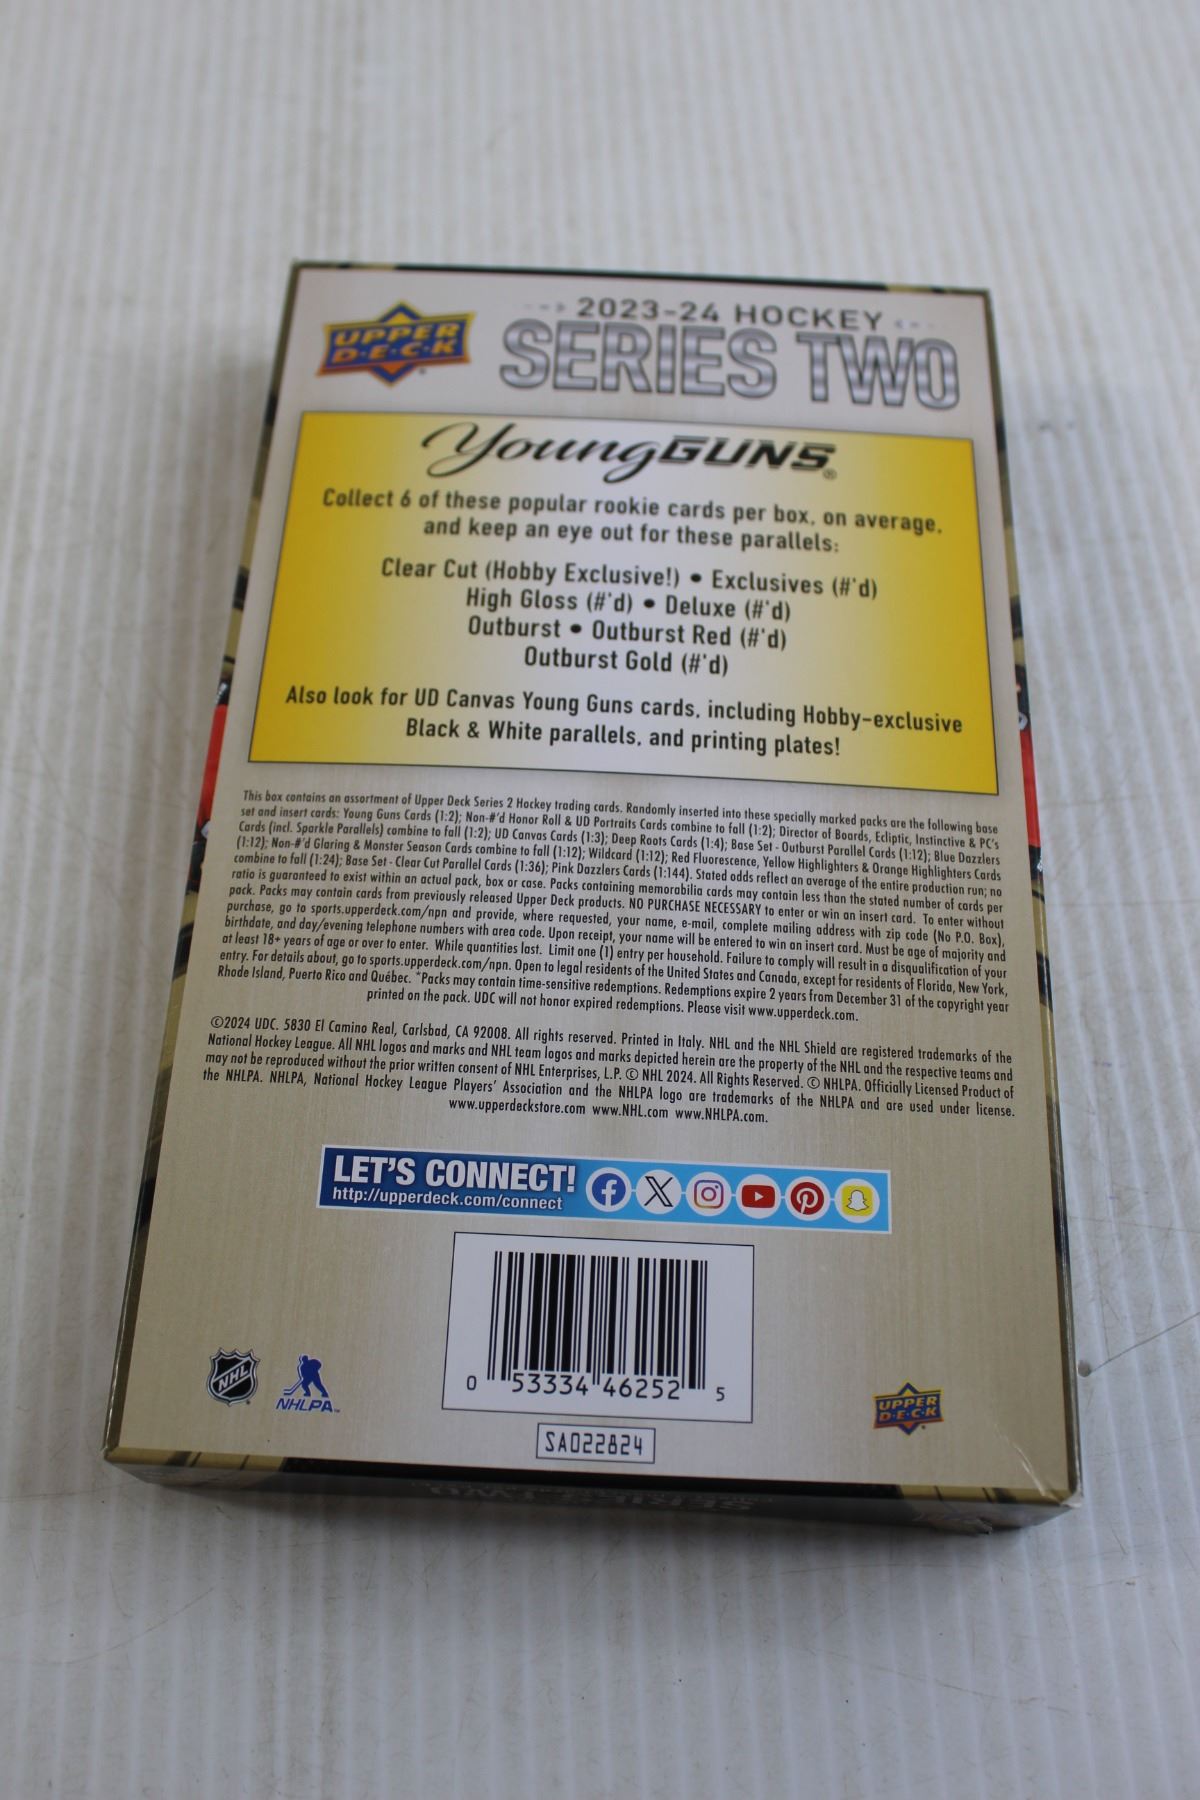 UPPER
D·E·C·K
2023-24 HOCKEY
SERIES TWO
Young GUNS®
Collect 6 of these popular rookie cards per box, on average,
and keep an eye out for these parallels:
Clear Cut (Hobby Exclusive!) • Exclusives (#'d)
High Gloss (#'d) • Deluxe (#'d)
Outburst • Outburst Red (#'d)
Outburst Gold (#'d)
Also look for UD Canvas Young Guns cards, including Hobby-exclusive
Black & White parallels, and printing plates!
This box contains an assortment of Upper Deck Series 2 Hockey trading cards. Randomly inserted into these specially marked packs are the following base
set and insert cards: Young Guns Cards (1:2); Non-#'d Honor Roll & UD Portraits Cards combine to fall (1:2); Director of Boards, Ecliptic, Instinctive & PC's
Cards (incl. Sparkle Parallels) combine to fall (1:2); UD Canvas Cards (1:3); Deep Roots Cards (1:4); Base Set - Outburst Parallel Cards (1:12); Blue Dazzlers
(1:12); Non-#'d Glaring & Monster Season Cards combine to fall (1:12); Wildcard (1:12); Red Fluorescence, Yellow Highlighters & Orange Highlighters Cards
combine to fall (1:24); Base Set - Clear Cut Parallel Cards (1:36); Pink Dazzlers Cards (1:144). Stated odds reflect an average of the entire production run; no
ratio is guaranteed to exist within an actual pack, box or case. Packs containing memorabilia cards may contain less than the stated number of cards per
pack. Packs may contain cards from previously released Upper Deck products. NO PURCHASE NECESSARY to enter or win an insert card. To enter without
purchase, go to sports.upperdeck.com/npn and provide, where requested, your name, e-mail, complete mailing address with zip code (No P.O. Box),
birthdate, and day/evening telephone numbers with area code. Upon receipt, your name will be entered to win an insert card. Must be age of majority and
at least 18+ years of age or over to enter. While quantities last. Limit one (1) entry per household. Failure to comply will result in a disqualification of your
entry. For details about, go to sports.upperdeck.com/npn. Open to legal residents of the United States and Canada, except for residents of Florida, New York,
Rhode Island, Puerto Rico and Québec. *Packs may contain time-sensitive redemptions. Redemptions expire 2 years from December 31 of the copyright year
printed on the pack. UDC will not honor expired redemptions. Please visit www.upperdeck.com.
©2024 UDC. 5830 El Camino Real, Carlsbad, CA 92008. All rights reserved. Printed in Italy. NHL and the NHL Shield are registered trademarks of the
National Hockey League. All NHL logos and marks and NHL team logos and marks depicted herein are the property of the NHL and the respective teams and
may not be reproduced without the prior written consent of NHL Enterprises, L.P. © NHL 2024. All Rights Reserved. © NHLPA. Officially Licensed Product of
the NHLPA. NHLPA, National Hockey League Players' Association and the NHLPA logo are trademarks of the NHLPA and are used under license.
www.upperdeckstore.com www.NHL.com www.NHLPA.com.
LET'S CONNECT!
http://upperdeck.com/connect
0 53334 46252 5
NHL
NHLPA
UPPER
D·E·C·K
SA022824
SERIES TWO